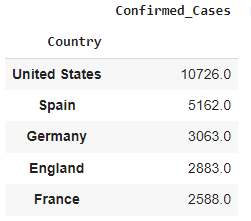 Confirmed_Cases
Country
United States 10726.0
Spain 5162.0
Germany 3063.0
England 2883.0
France 2588.0